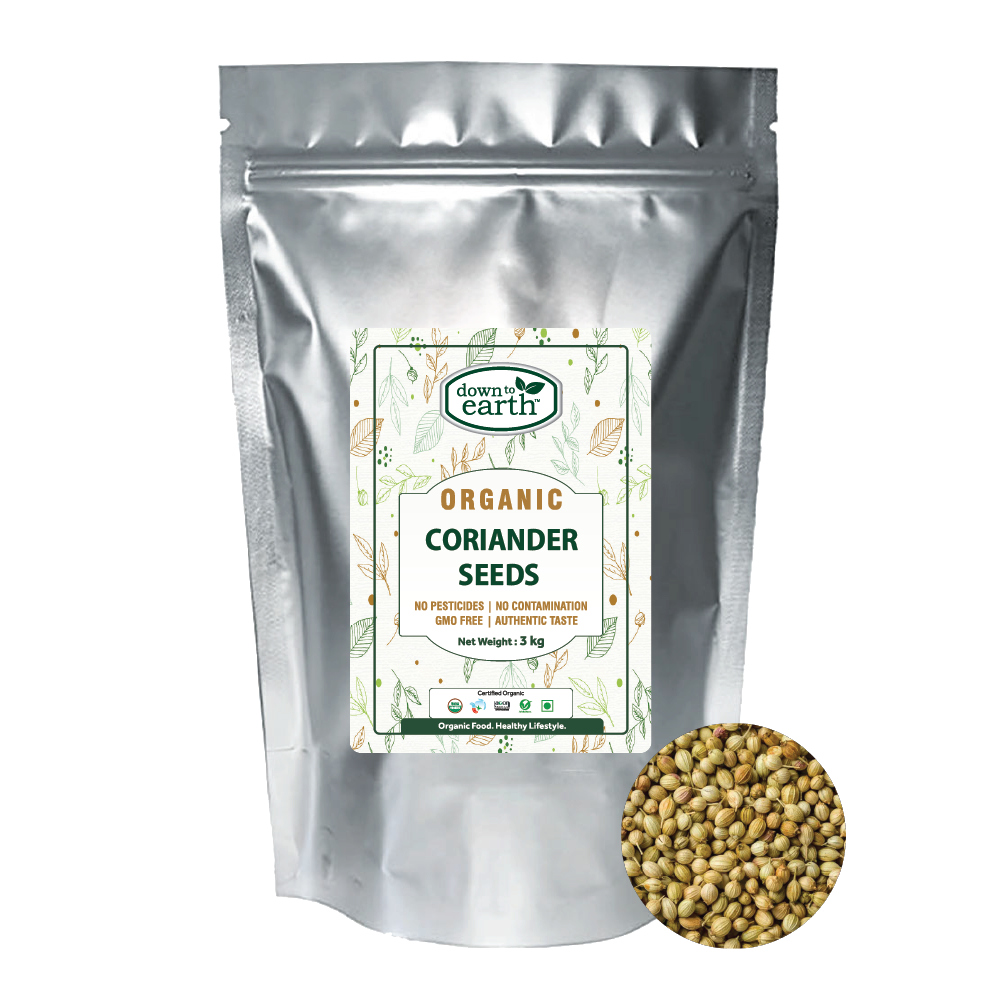 down to
earth™
ORGANIC
CORIANDER
SEEDS
NO PESTICIDES | NO CONTAMINATION
GMO FREE | AUTHENTIC TASTE
Net Weight : 3 kg
Certified Organic
Organic Food. Healthy Lifestyle.